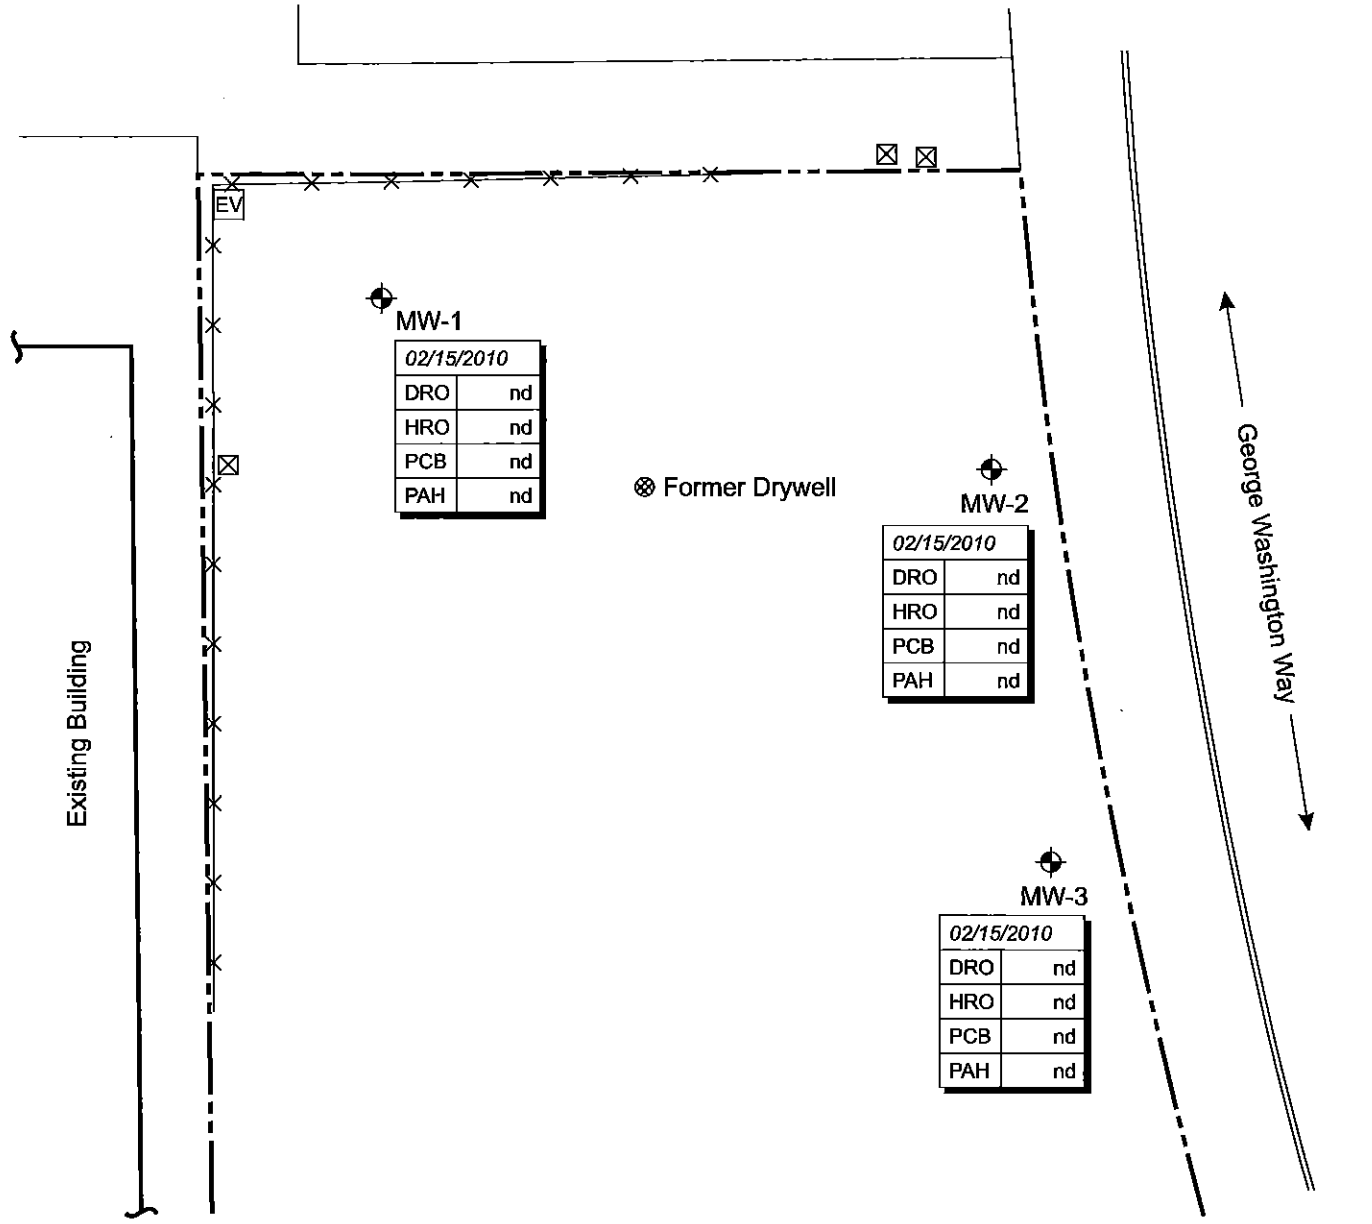 EV
MW-1
02/15/2010
DRO nd
HRO nd
PCB nd
PAH nd
Former Drywell
MW-2
02/15/2010
DRO nd
HRO nd
PCB nd
PAH nd
George Washington Way
Existing Building
MW-3
02/15/2010
DRO nd
HRO nd
PCB nd
PAH nd